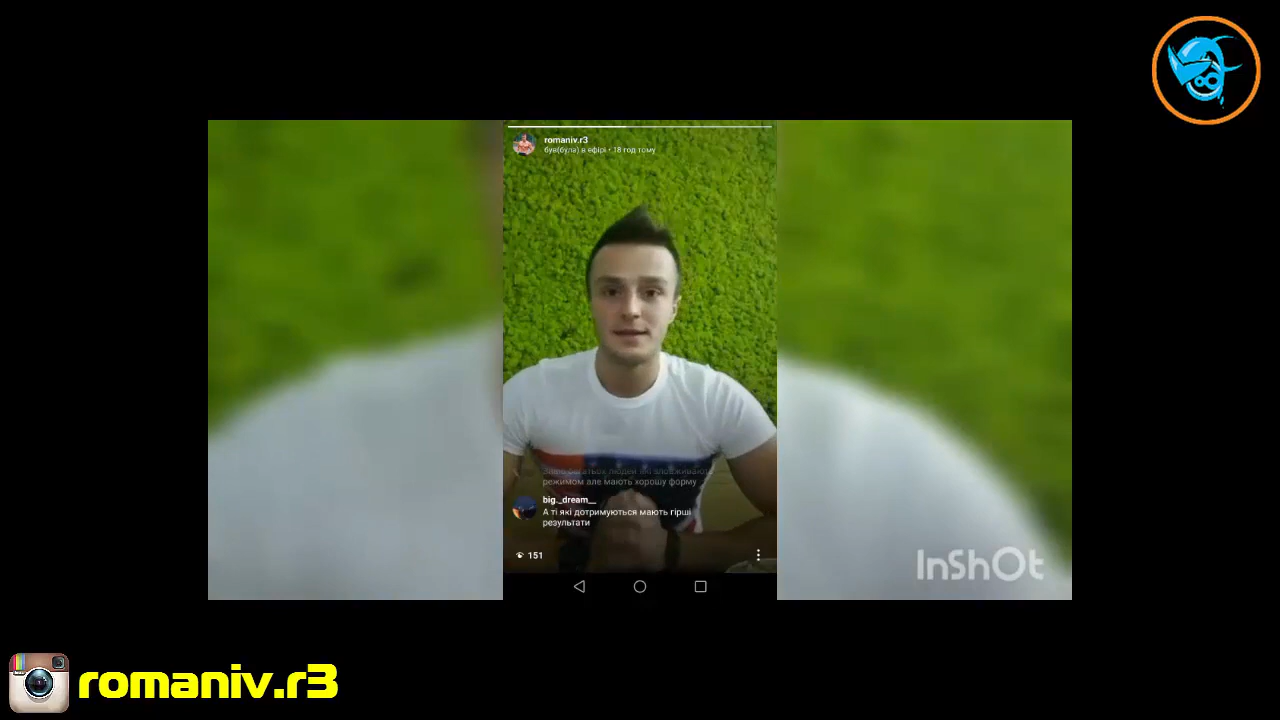 romaniv.r3
був(була) в ефірі • 18 год тому
режимом але мають хорошу форму
big._dream__
А ті які дотримуються мають гірші
результати
151
InShOt
romaniv.r3